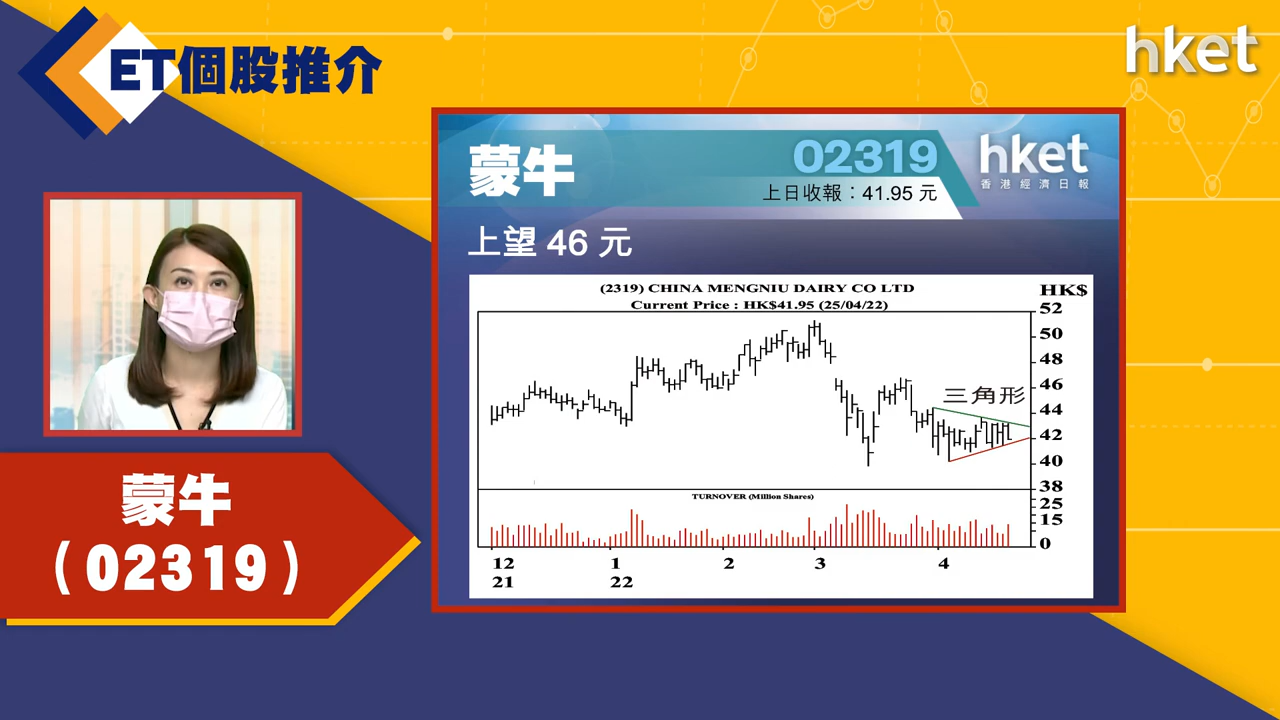 ET個股推介
hket
蒙牛
02319
hket
香港經濟日報
上日收報：41.95 元
上望 46 元
(2319) CHINA MENGNIU DAIRY CO LTD
Current Price : HK$41.95 (25/04/22)
HK$
52
50
48
46
44
42
40
38
三角形
TURNOVER (Million Shares)
25
15
0
12 1 2 3 4
21 22
蒙牛
（02319）